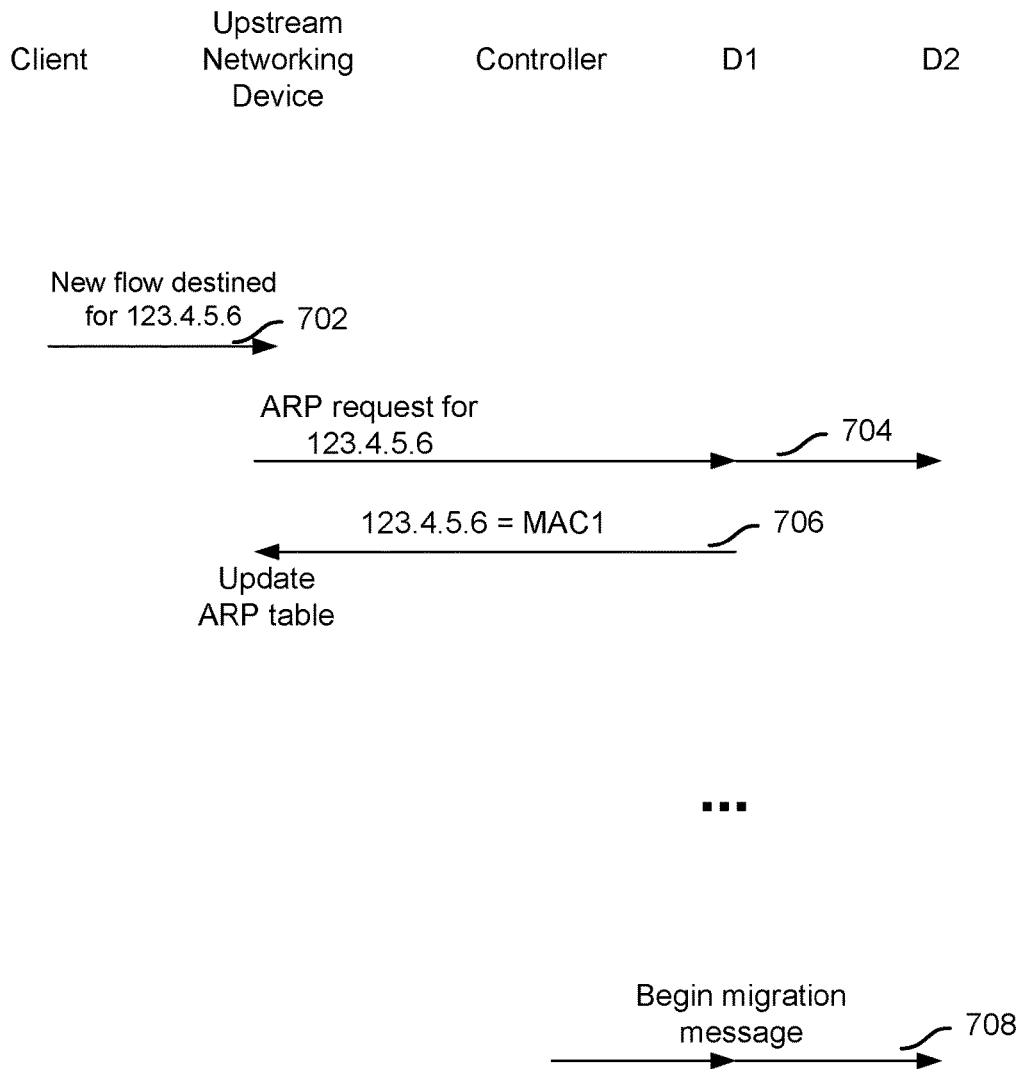 Client
Upstream
Networking
Device
Controller
D1
D2
New flow destined
for 123.4.5.6
702
ARP request for
123.4.5.6
704
123.4.5.6 = MAC1
706
Update
ARP table
...
Begin migration
message
708